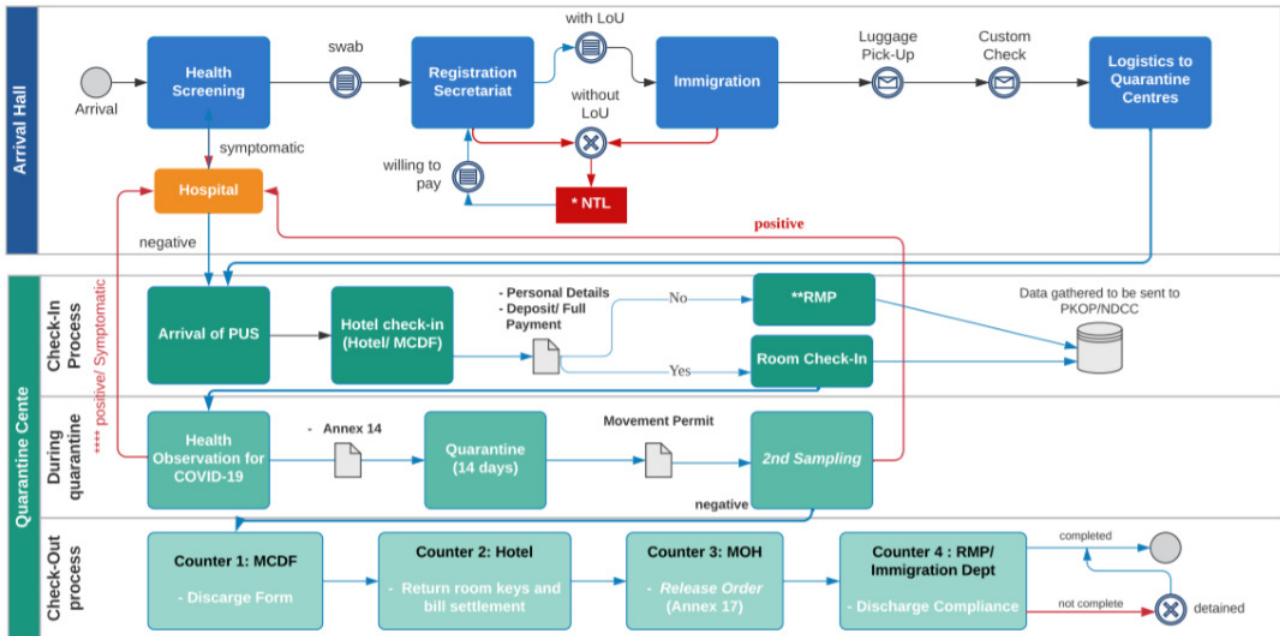 Arrival Hall
Arrival
Health
Screening
swab
Registration
Secretariat
with LoU
without
LoU
Immigration
Luggage
Pick-Up
Custom
Check
Logistics to
Quarantine
Centres
symptomatic
Hospital
willing to
pay
* NTL
negative
positive
Quarantine Cente
Check-In
Process
**** positive/ Symptomatic
Arrival of PUS
Hotel check-in
(Hotel/ MCDF)
- Personal Details
- Deposit/ Full
Payment
No
Yes
**RMP
Room Check-In
Data gathered to be sent to
PKOP/NDCC
During
quarantine
Health
Observation for
COVID-19
- Annex 14
Quarantine
(14 days)
Movement Permit
2nd Sampling
negative
Check-Out
process
Counter 1: MCDF
- Discarge Form
Counter 2: Hotel
- Return room keys and
bill settlement
Counter 3: MOH
- Release Order
(Annex 17)
Counter 4 : RMP/
Immigration Dept
- Discharge Compliance
completed
not complete
detained